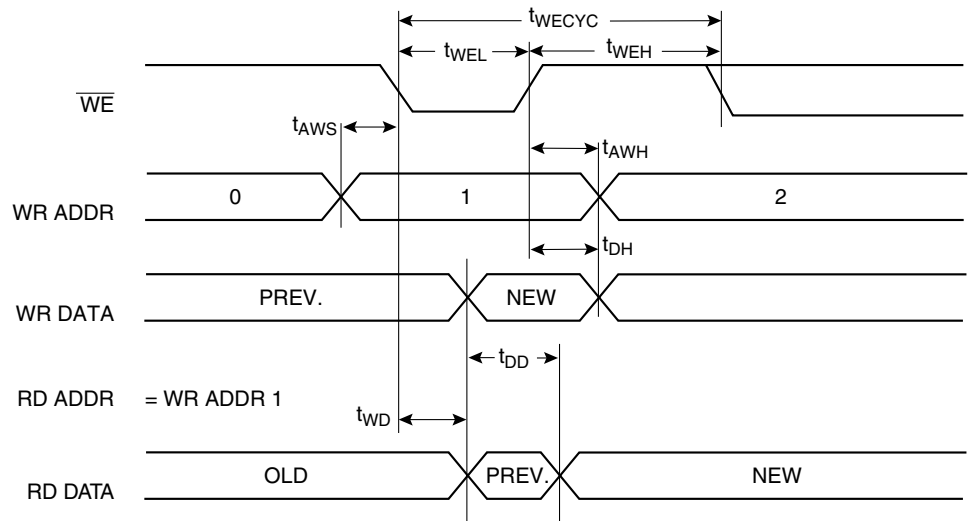 tWECYC
tWEL
tWEH
WE
tAWS
tAWH
WR ADDR
0
1
2
tDH
WR DATA
PREV.
NEW
tDD
RD ADDR = WR ADDR 1
tWD
RD DATA
OLD
PREV.
NEW